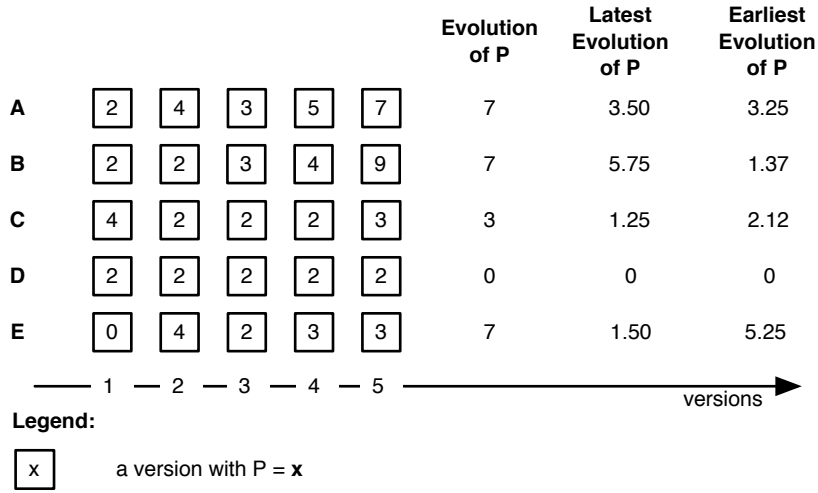 Evolution of P Latest Evolution of P Earliest Evolution of P
A 2 4 3 5 7 7 3.50 3.25
B 2 2 3 4 9 7 5.75 1.37
C 4 2 2 2 3 3 1.25 2.12
D 2 2 2 2 2 0 0 0
E 0 4 2 3 3 7 1.50 5.25
1 2 3 4 5
versions
Legend:
x a version with P = x